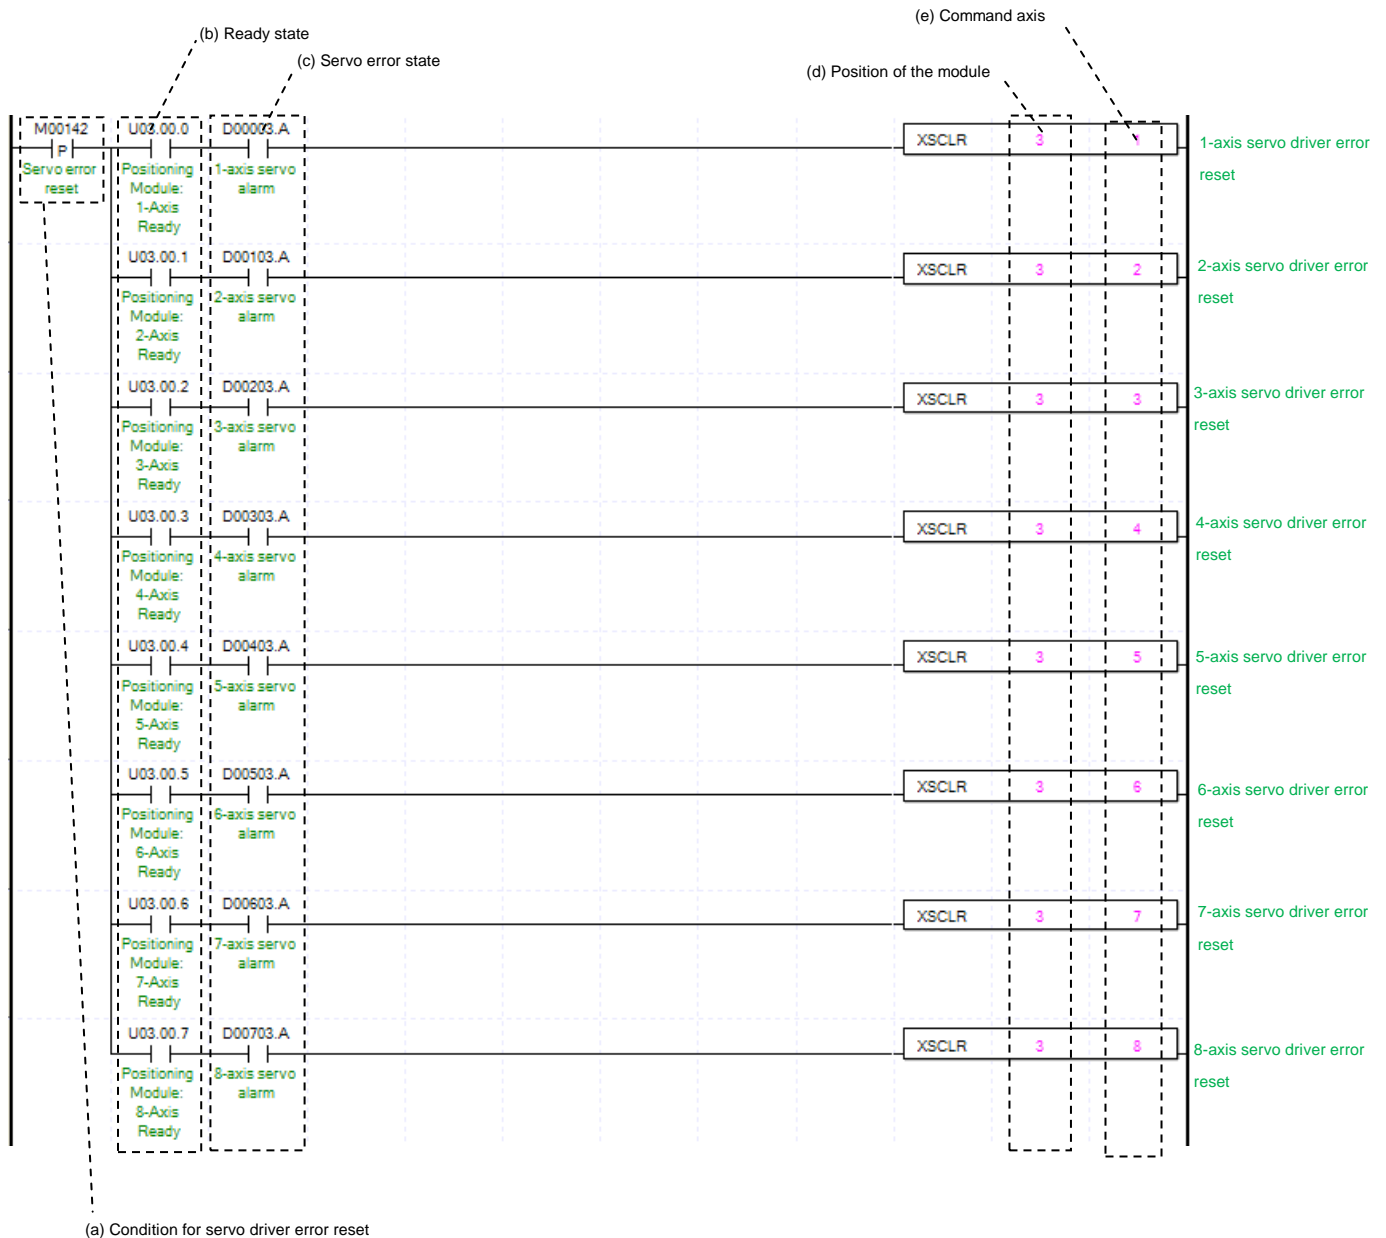 (e) Command axis
(b) Ready state
(c) Servo error state
(d) Position of the module
M00142 U03.00.0 D00003.A
P
XSCLR 3 1
1-axis servo driver error
reset
Servo error
reset
Positioning
Module:
1-Axis
Ready
1-axis servo
alarm
U03.00.1 D00103.A
XSCLR 3 2
2-axis servo driver error
reset
Positioning
Module:
2-Axis
Ready
2-axis servo
alarm
U03.00.2 D00203.A
XSCLR 3 3
3-axis servo driver error
reset
Positioning
Module:
3-Axis
Ready
3-axis servo
alarm
U03.00.3 D00303.A
XSCLR 3 4
4-axis servo driver error
reset
Positioning
Module:
4-Axis
Ready
4-axis servo
alarm
U03.00.4 D00403.A
XSCLR 3 5
5-axis servo driver error
reset
Positioning
Module:
5-Axis
Ready
5-axis servo
alarm
U03.00.5 D00503.A
XSCLR 3 6
6-axis servo driver error
reset
Positioning
Module:
6-Axis
Ready
6-axis servo
alarm
U03.00.6 D00603.A
XSCLR 3 7
7-axis servo driver error
reset
Positioning
Module:
7-Axis
Ready
7-axis servo
alarm
U03.00.7 D00703.A
XSCLR 3 8
8-axis servo driver error
reset
Positioning
Module:
8-Axis
Ready
8-axis servo
alarm
(a) Condition for servo driver error reset